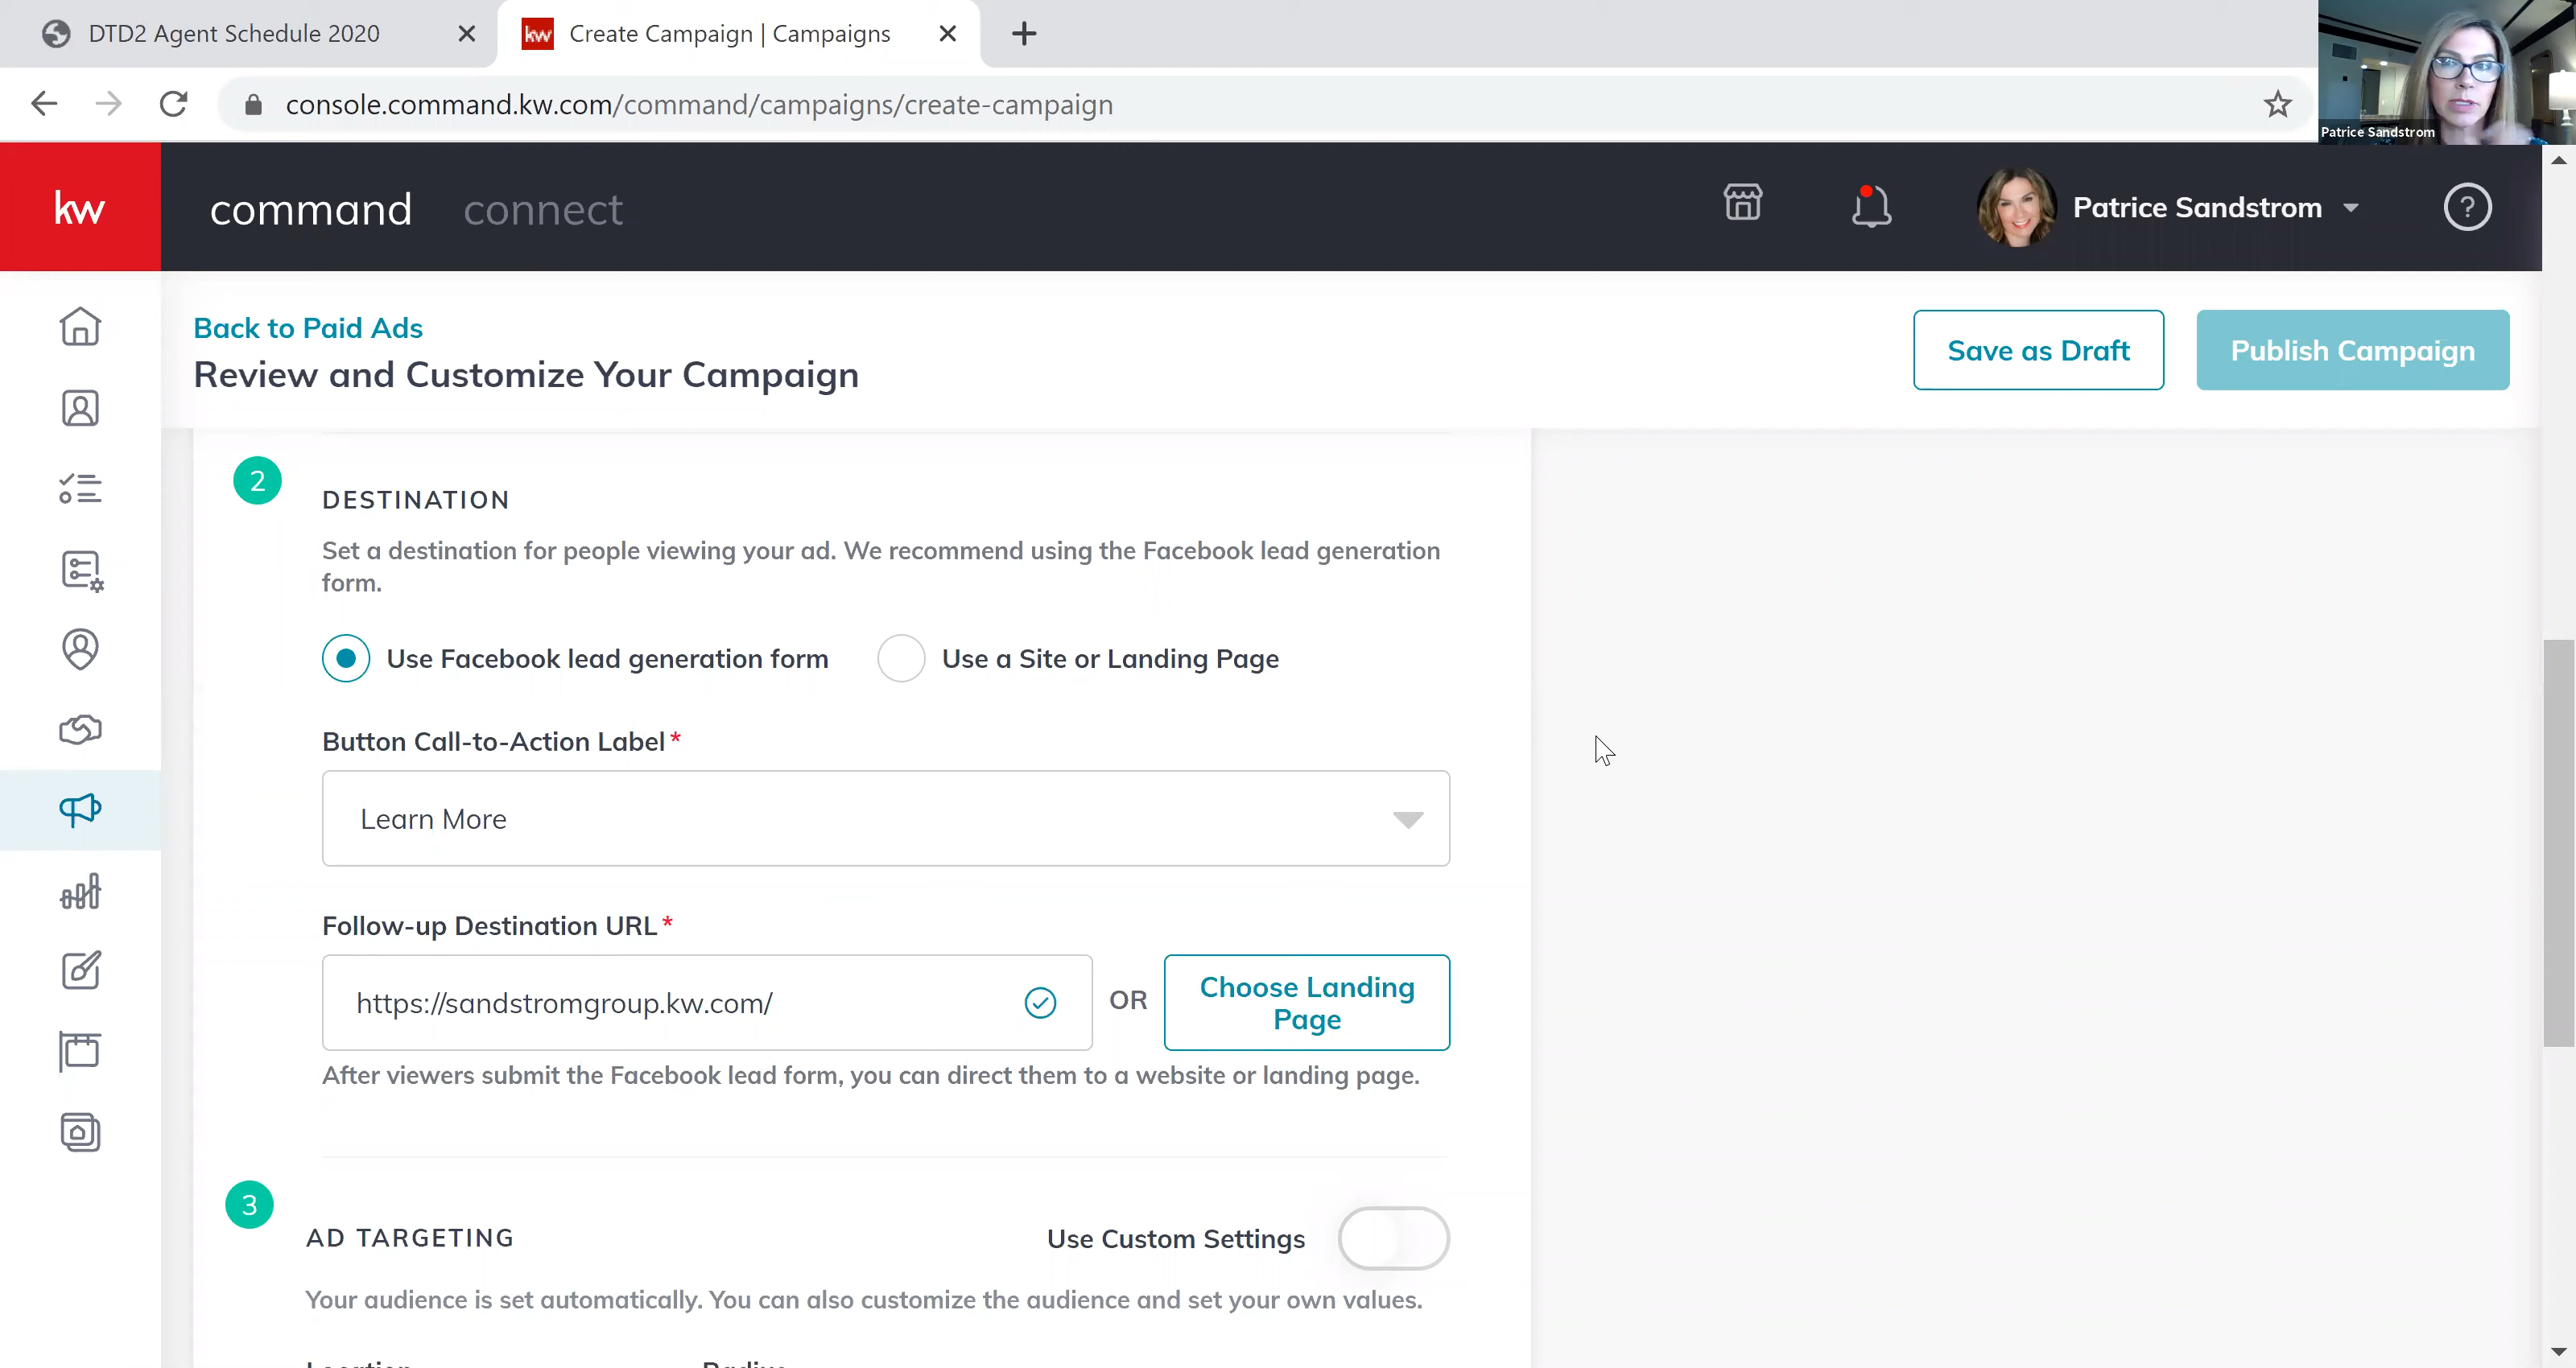 DTD2 Agent Schedule 2020
kw Create Campaign | Campaigns
console.command.kw.com/command/campaigns/create-campaign
Patrice Sandstrom
kw command connect
Patrice Sandstrom
?
Back to Paid Ads
Review and Customize Your Campaign
Save as Draft
Publish Campaign
2
DESTINATION
Set a destination for people viewing your ad. We recommend using the Facebook lead generation
form.
Use Facebook lead generation form
Use a Site or Landing Page
Button Call-to-Action Label*
Learn More
Follow-up Destination URL*
https://sandstromgroup.kw.com/
OR
Choose Landing
Page
After viewers submit the Facebook lead form, you can direct them to a website or landing page.
3
AD TARGETING
Use Custom Settings
Your audience is set automatically. You can also customize the audience and set your own values.